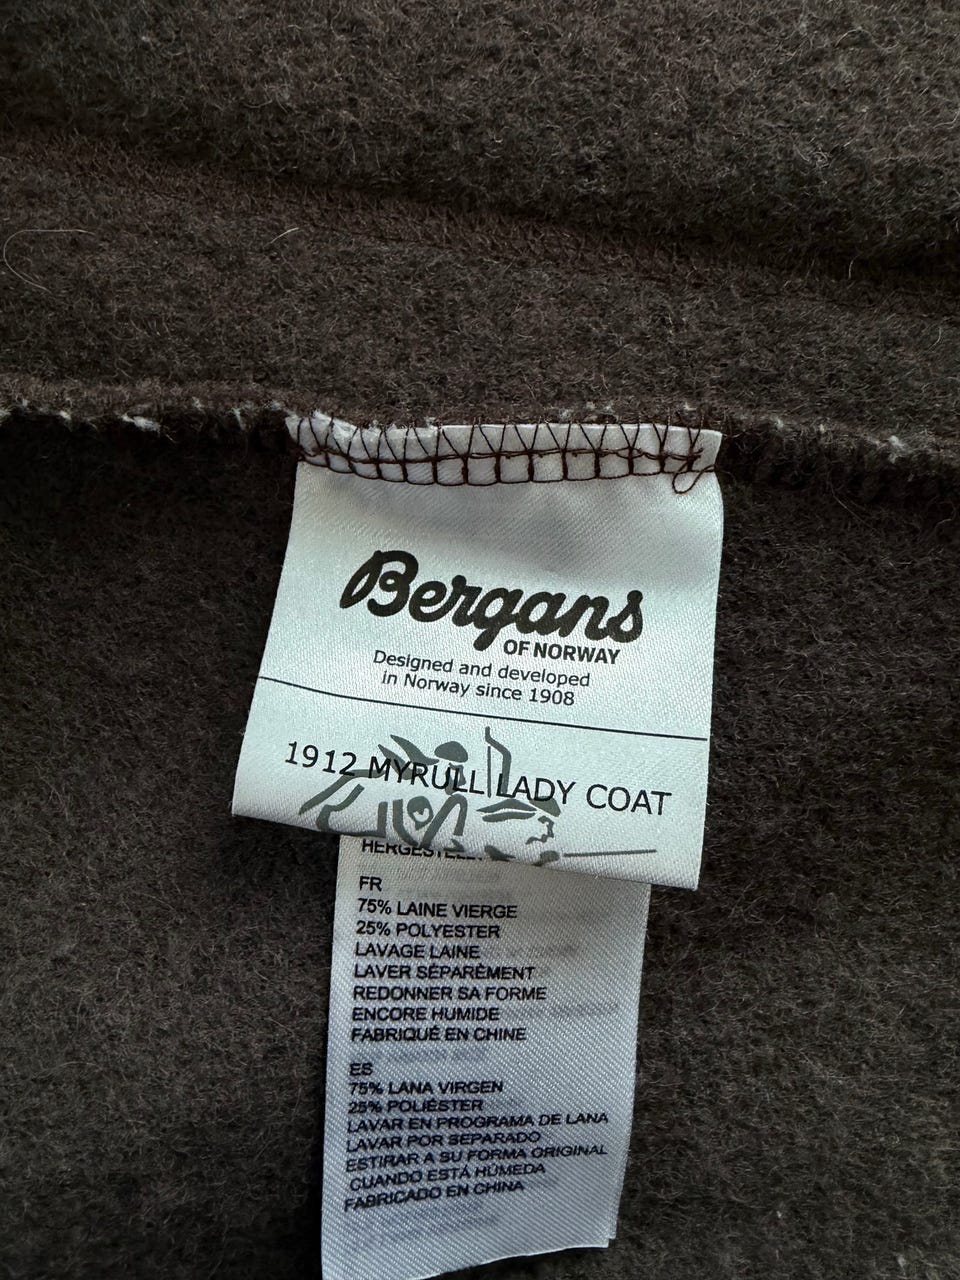 Bergans
OF NORWAY
Designed and developed
in Norway since 1908
1912 MYRULL LADY COAT
FR
75% LAINE VIERGE
25% POLYESTER
LAVAGE LAINE
LAVER SÉPARÉMENT
REDONNER SA FORME
ENCORE HUMIDE
FABRIQUÉ EN CHINE
ES
75% LANA VIRGEN
25% POLIÉSTER
LAVAR EN PROGRAMA DE LANA
LAVAR POR SEPARADO
ESTIRAR A SU FORMA ORIGINAL
CUANDO ESTÁ HÚMEDA
FABRICADO EN CHINA